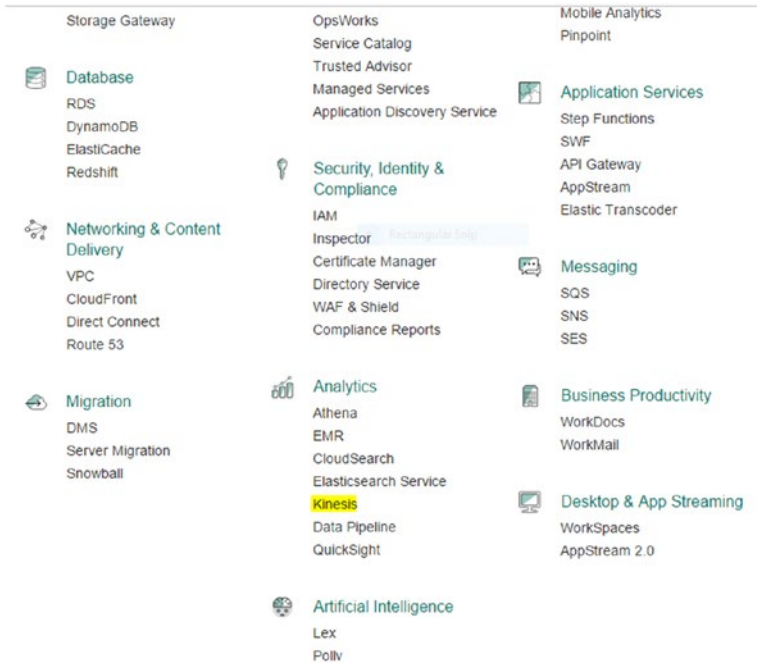 Storage Gateway
Database
RDS
DynamoDB
ElastiCache
Redshift
Networking & Content
Delivery
VPC
CloudFront
Direct Connect
Route 53
Migration
DMS
Server Migration
Snowball
OpsWorks
Service Catalog
Trusted Advisor
Managed Services
Application Discovery Service
Security, Identity &
Compliance
IAM
Inspector
Rectangular Snip
Certificate Manager
Directory Service
WAF & Shield
Compliance Reports
Analytics
Athena
EMR
CloudSearch
Elasticsearch Service
Kinesis
Data Pipeline
QuickSight
Artificial Intelligence
Lex
Polly
Mobile Analytics
Pinpoint
Application Services
Step Functions
SWF
API Gateway
AppStream
Elastic Transcoder
Messaging
SQS
SNS
SES
Business Productivity
WorkDocs
WorkMail
Desktop & App Streaming
WorkSpaces
AppStream 2.0